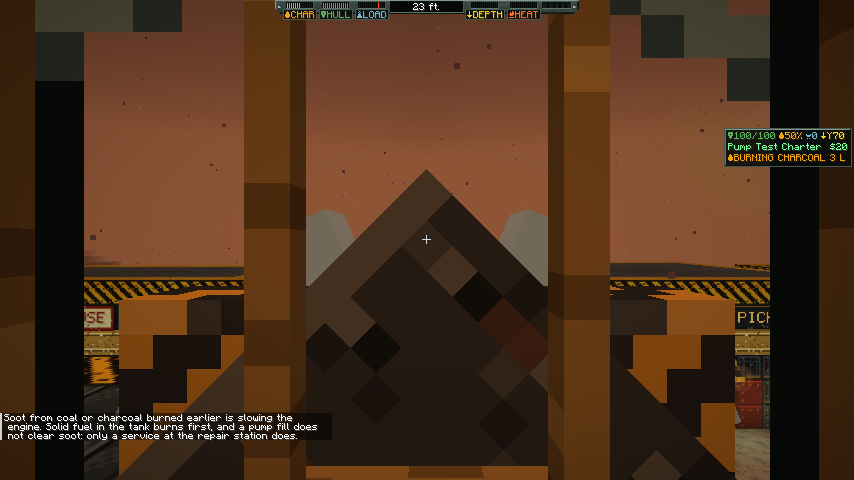 23 ft.
CHAR HULL LOAD DEPTH HEAT
100/100 50% 0 Y70
Pump Test Charter $20
BURNING CHARCOAL 3 L
PICK
Soot from coal or charcoal burned earlier is slowing the
engine. Solid fuel in the tank burns first, and a pump fill does
not clear soot: only a service at the repair station does.